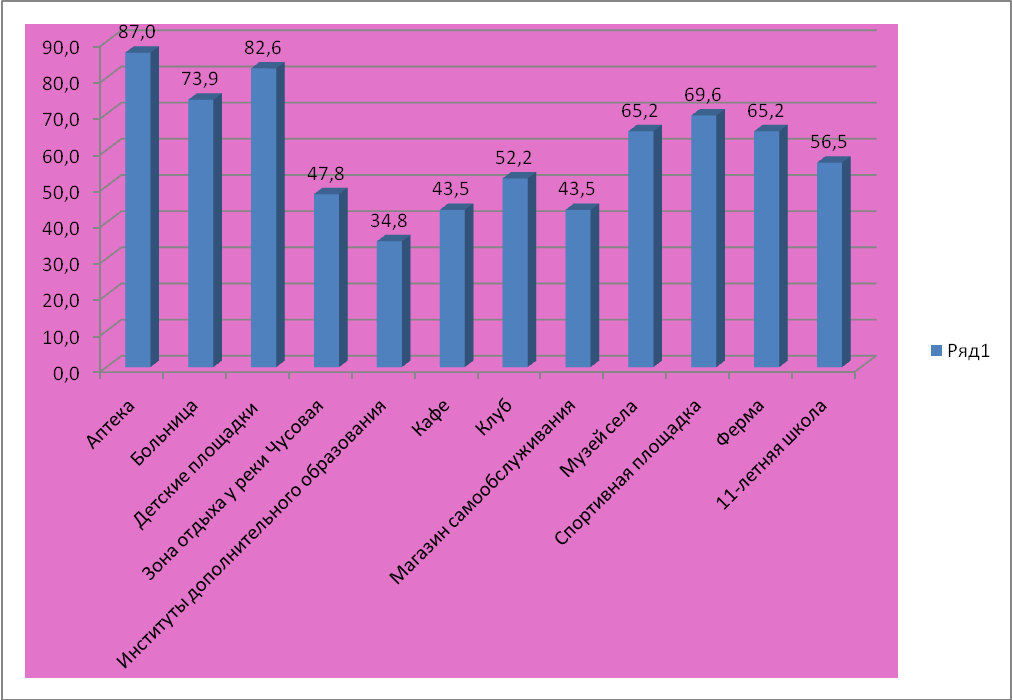 90,0
80,0
70,0
60,0
50,0
40,0
30,0
20,0
10,0
0,0
87,0
73,9
82,6
47,8
34,8
43,5
52,2
43,5
65,2
69,6
65,2
56,5
Аптека
Больница
Детские площадки
Зона отдыха у реки Чусовая
Институты дополнительного образования
Кафе
Клуб
Магазин самообслуживания
Музей села
Спортивная площадка
Ферма
11-летняя школа
Ряд1